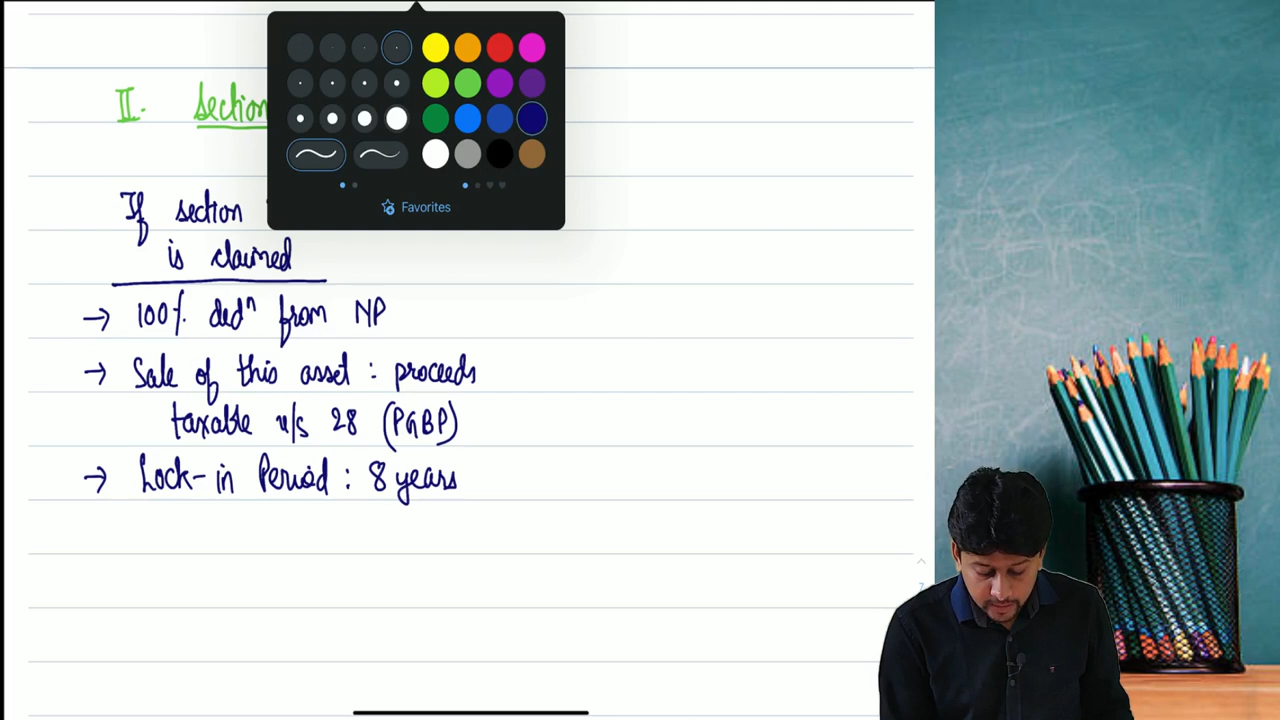 II. Section
Favorites
If section
is claimed
→ 100% dedⁿ from NP
→ Sale of this asset : proceeds
taxable u/s 28 (PGBP)
→ Lock-in Period : 8 years
7